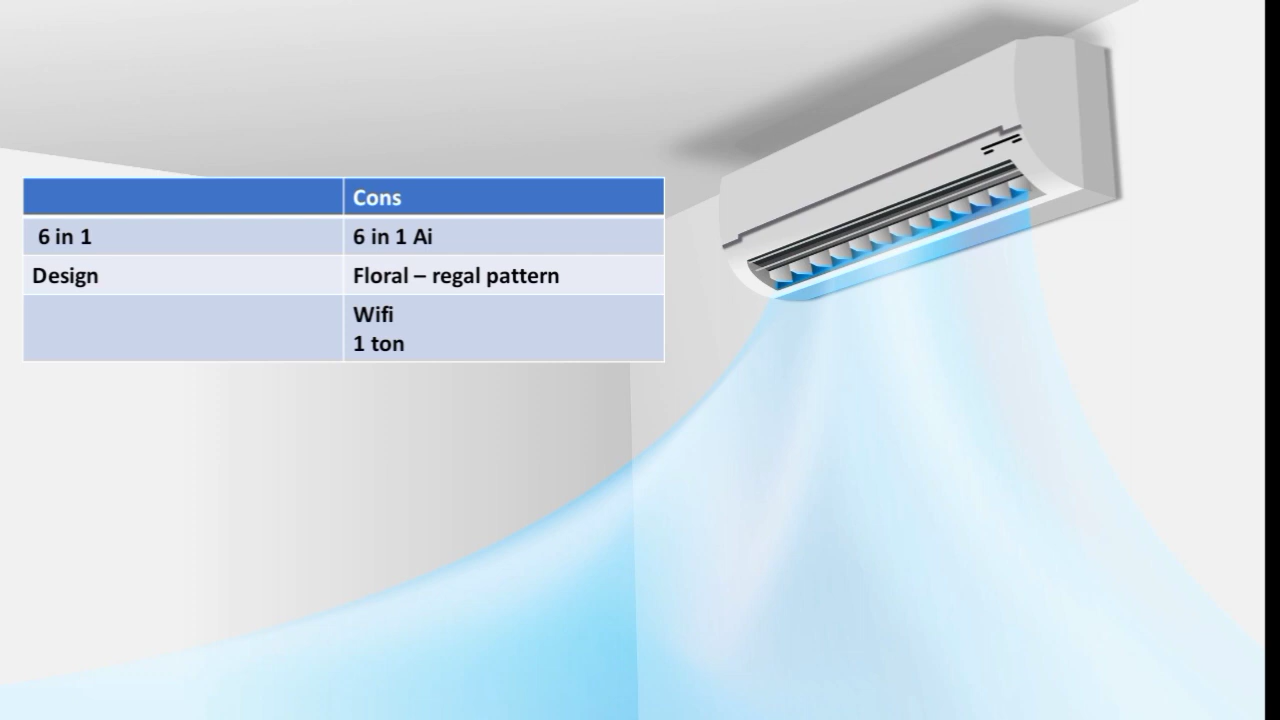 Cons
6 in 1
6 in 1 Ai
Design
Floral – regal pattern
Wifi
1 ton